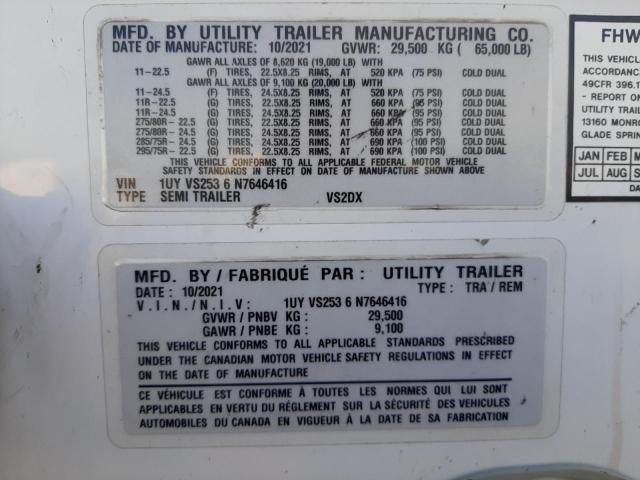 MFD. BY UTILITY TRAILER MANUFACTURING CO.
DATE OF MANUFACTURE: 10/2021 GVWR: 29,500 KG ( 65,000 LB)
GAWR ALL AXLES OF 8,620 KG (19,000 LB) WITH
11-22.5 (F) TIRES, 22.5X8.25 RIMS, AT 520 KPA (75 PSI) COLD DUAL
GAWR ALL AXLES OF 9,100 KG (20,000 LB) WITH
11-24.5 (F) TIRES, 24.5X8.25 RIMS, AT 520 KPA (75 PSI) COLD DUAL
11R-22.5 (G) TIRES, 22.5X8.25 RIMS, AT 660 KPA (95 PSI) COLD DUAL
11R-24.5 (G) TIRES, 24.5X8.25 RIMS, AT 660 KPA (95 PSI) COLD DUAL
275/80R-22.5 (G) TIRES, 22.5X8.25 RIMS, AT 660 KPA (95 PSI) COLD DUAL
275/80R-24.5 (G) TIRES, 24.5X8.25 RIMS, AT 660 KPA (95 PSI) COLD DUAL
285/75R-24.5 (G) TIRES, 24.5X8.25 RIMS, AT 690 KPA (100 PSI) COLD DUAL
295/75R-22.5 (G) TIRES, 22.5X8.25 RIMS, AT 690 KPA (100 PSI) COLD DUAL
THIS VEHICLE CONFORMS TO ALL APPLICABLE FEDERAL MOTOR VEHICLE
SAFETY STANDARDS IN EFFECT ON DATE OF MANUFACTURE SHOWN ABOVE
VIN 1UY VS253 6 N7646416
TYPE SEMI TRAILER VS2DX
FHW
THIS VEHICL
ACCORDANC
49CFR 396.1
- REPORT ON
UTILITY TRAI
13160 MONRO
GLADE SPRIN
JAN FEB M
JUL AUG S
DA
MFD. BY / FABRIQUÉ PAR: UTILITY TRAILER
DATE: 10/2021 TYPE: TRA / REM
V.I.N./N.I.V: 1UY VS253 6 N7646416
GVWR / PNBV KG: 29,500
GAWR / PNBE KG: 9,100
THIS VEHICLE CONFORMS TO ALL APPLICABLE STANDARDS PRESCRIBED
UNDER THE CANADIAN MOTOR VEHICLE SAFETY REGULATIONS IN EFFECT
ON THE DATE OF MANUFACTURE
CE VÉHICULE EST CONFORME À TOUTES LES NORMES QUI LUI SONT
APPLICABLES EN VERTU DU RÉGLEMENT SUR LA SÉCURITÉ DES VEHICULES
AUTOMOBILES DU CANADA EN VIGUEUR À LA DATE DE SA FABRICATION